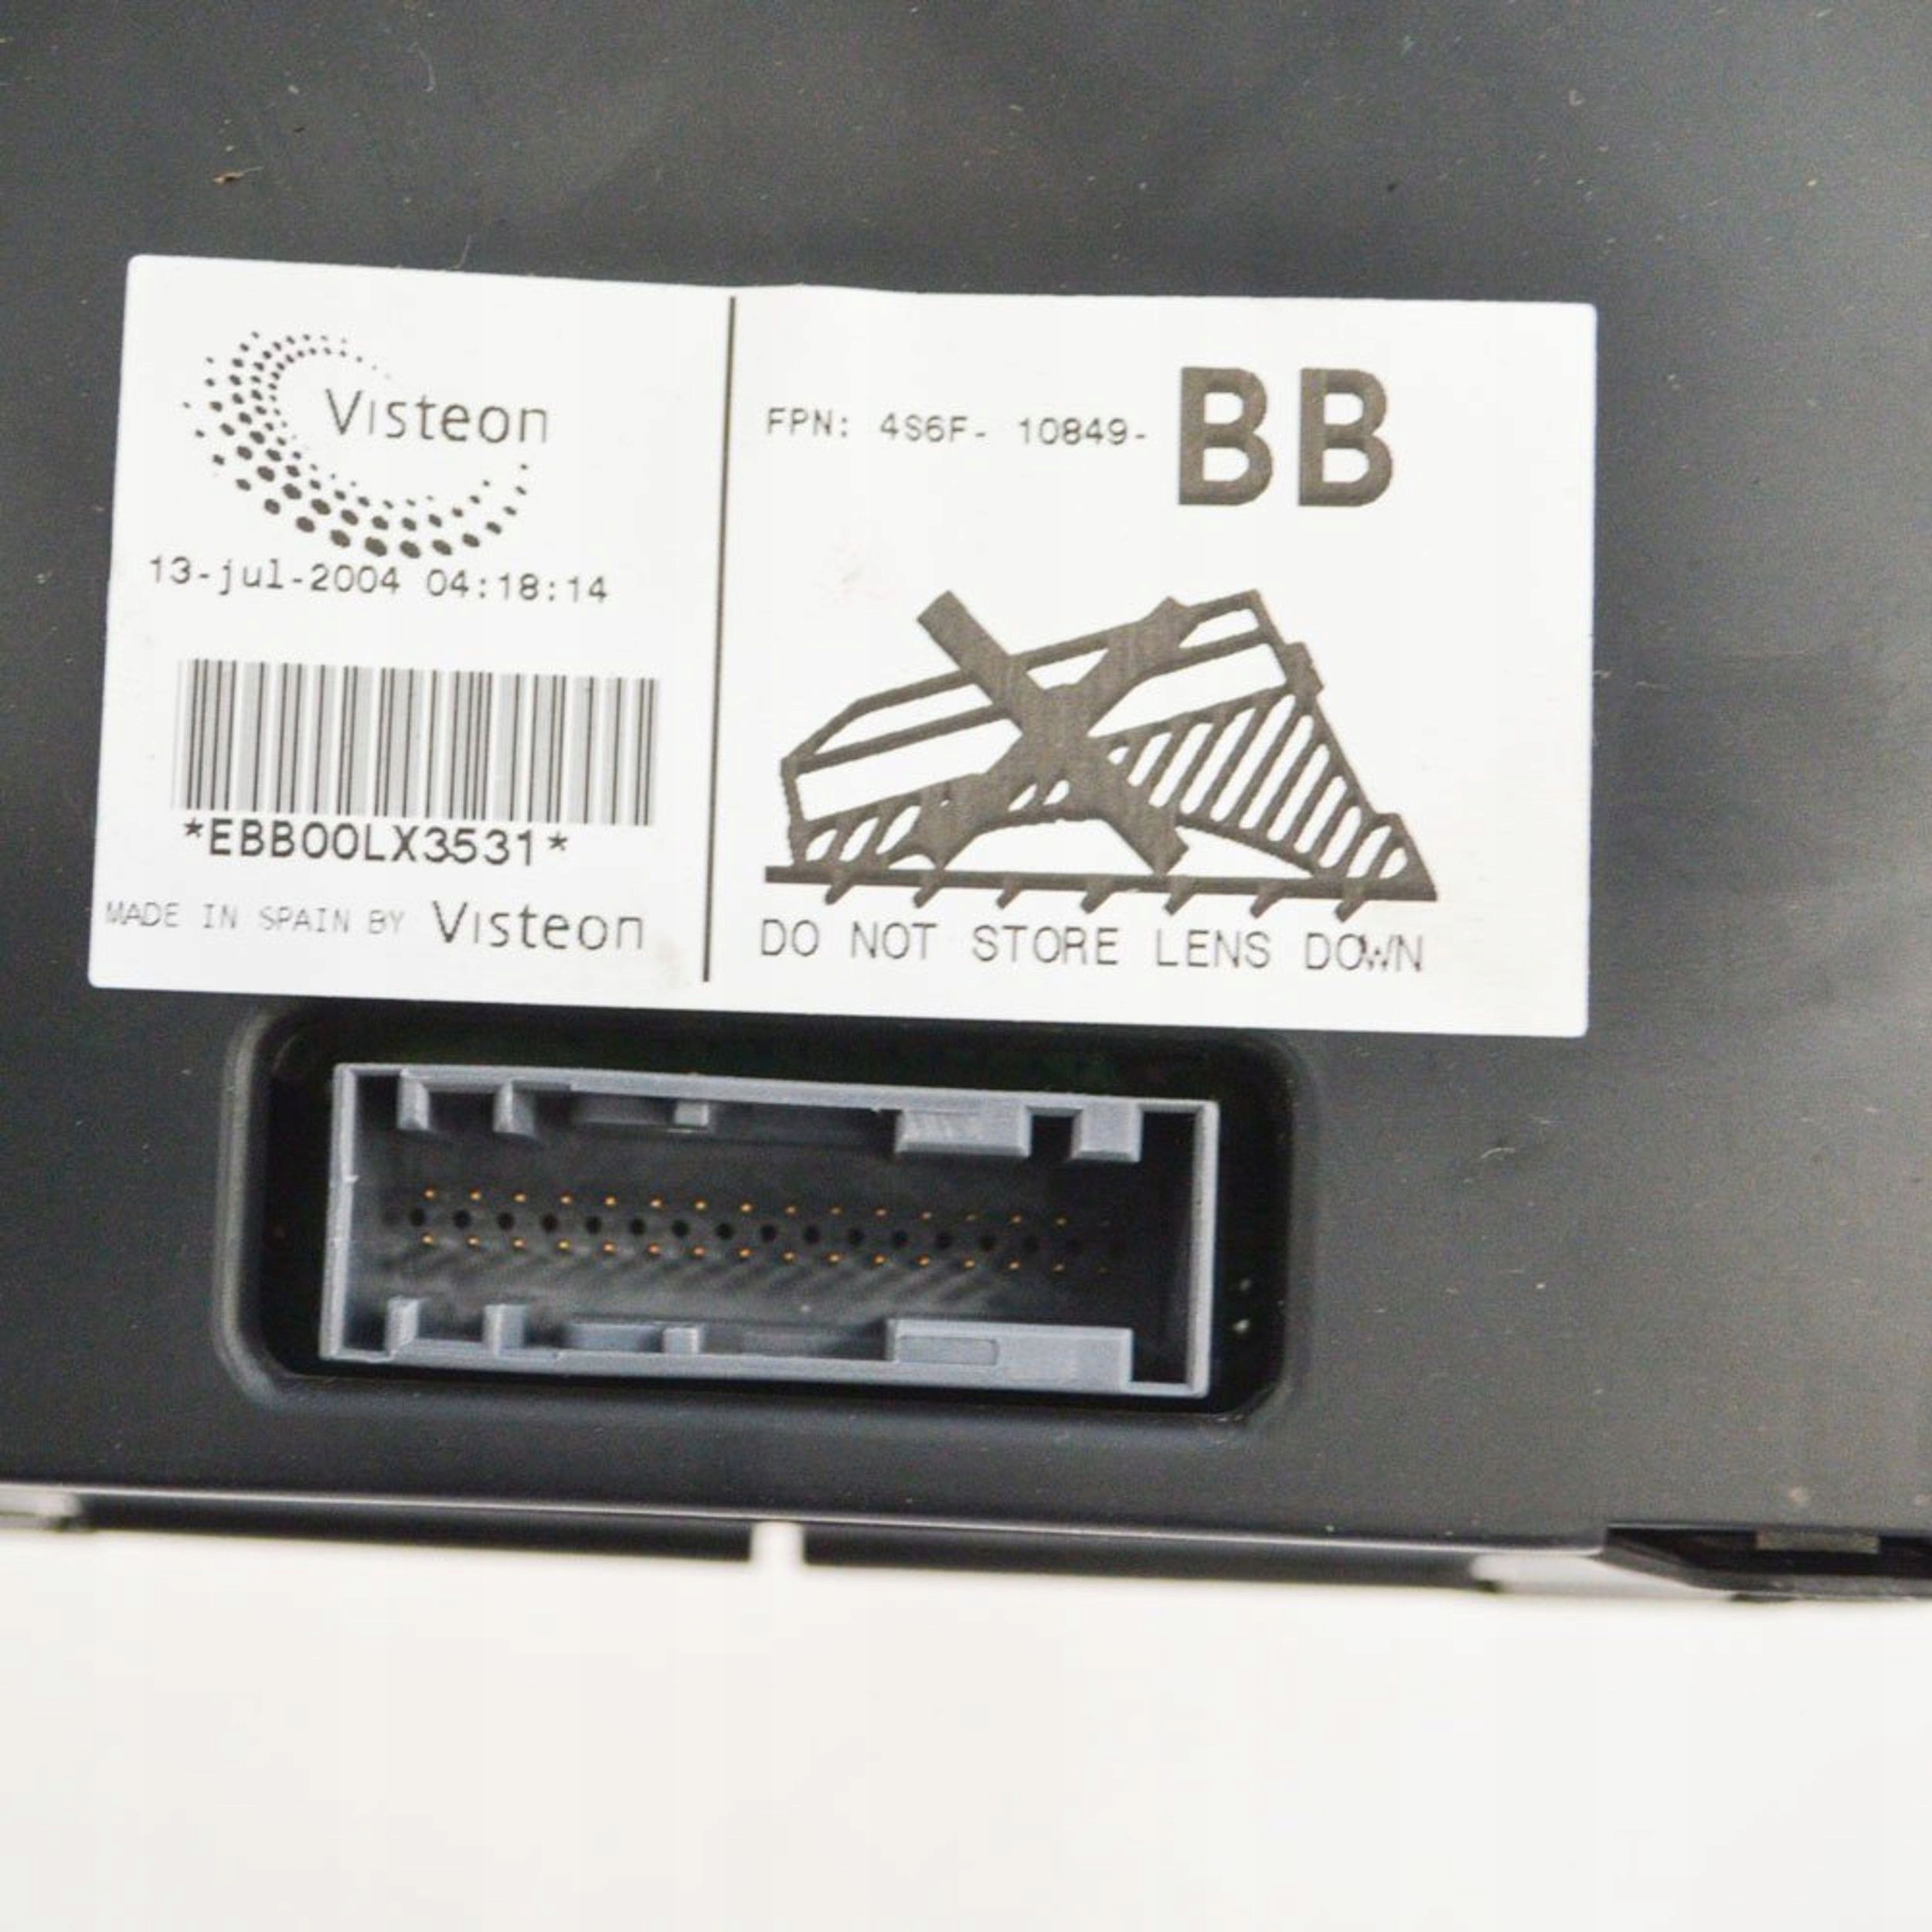 Visteon
13-jul-2004 04:18:14
*EBB00LX3531*
MADE IN SPAIN BY Visteon
FPN: 4S6F- 10849- BB
DO NOT STORE LENS DOWN